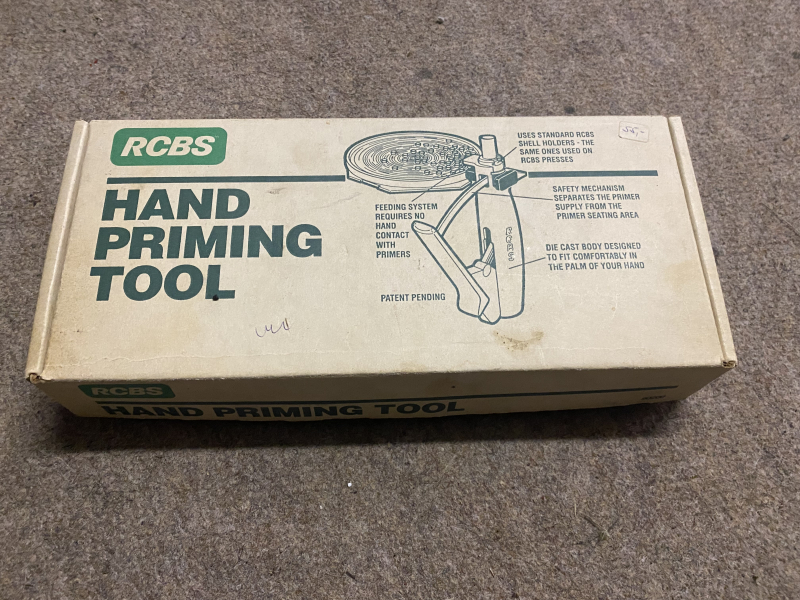 RCBS
HAND
PRIMING
TOOL
USES STANDARD RCBS
SHELL HOLDERS - THE
SAME ONES USED ON
RCBS PRESSES
FEEDING SYSTEM
REQUIRES NO
HAND
CONTACT
WITH
PRIMERS
SAFETY MECHANISM
SEPARATES THE PRIMER
SUPPLY FROM THE
PRIMER SEATING AREA
DIE CAST BODY DESIGNED
TO FIT COMFORTABLY IN
THE PALM OF YOUR HAND
PATENT PENDING
RCBS
RCBS
HAND PRIMING TOOL